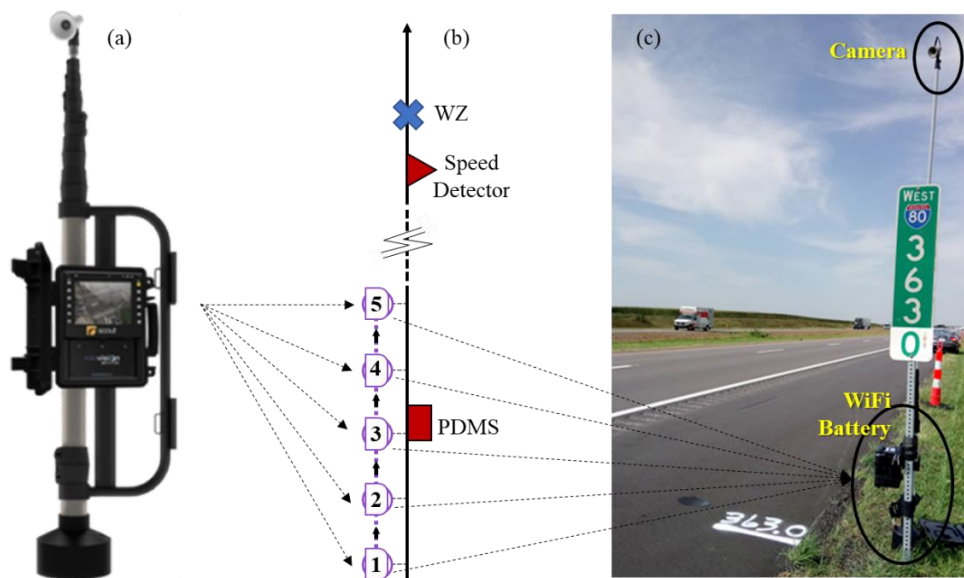 (a)
(b)
(c)
WZ
Speed
Detector
5
4
3
2
1
PDMS
scout
Camera
WEST
80
3
6
3
0
WiFi
Battery
363.0